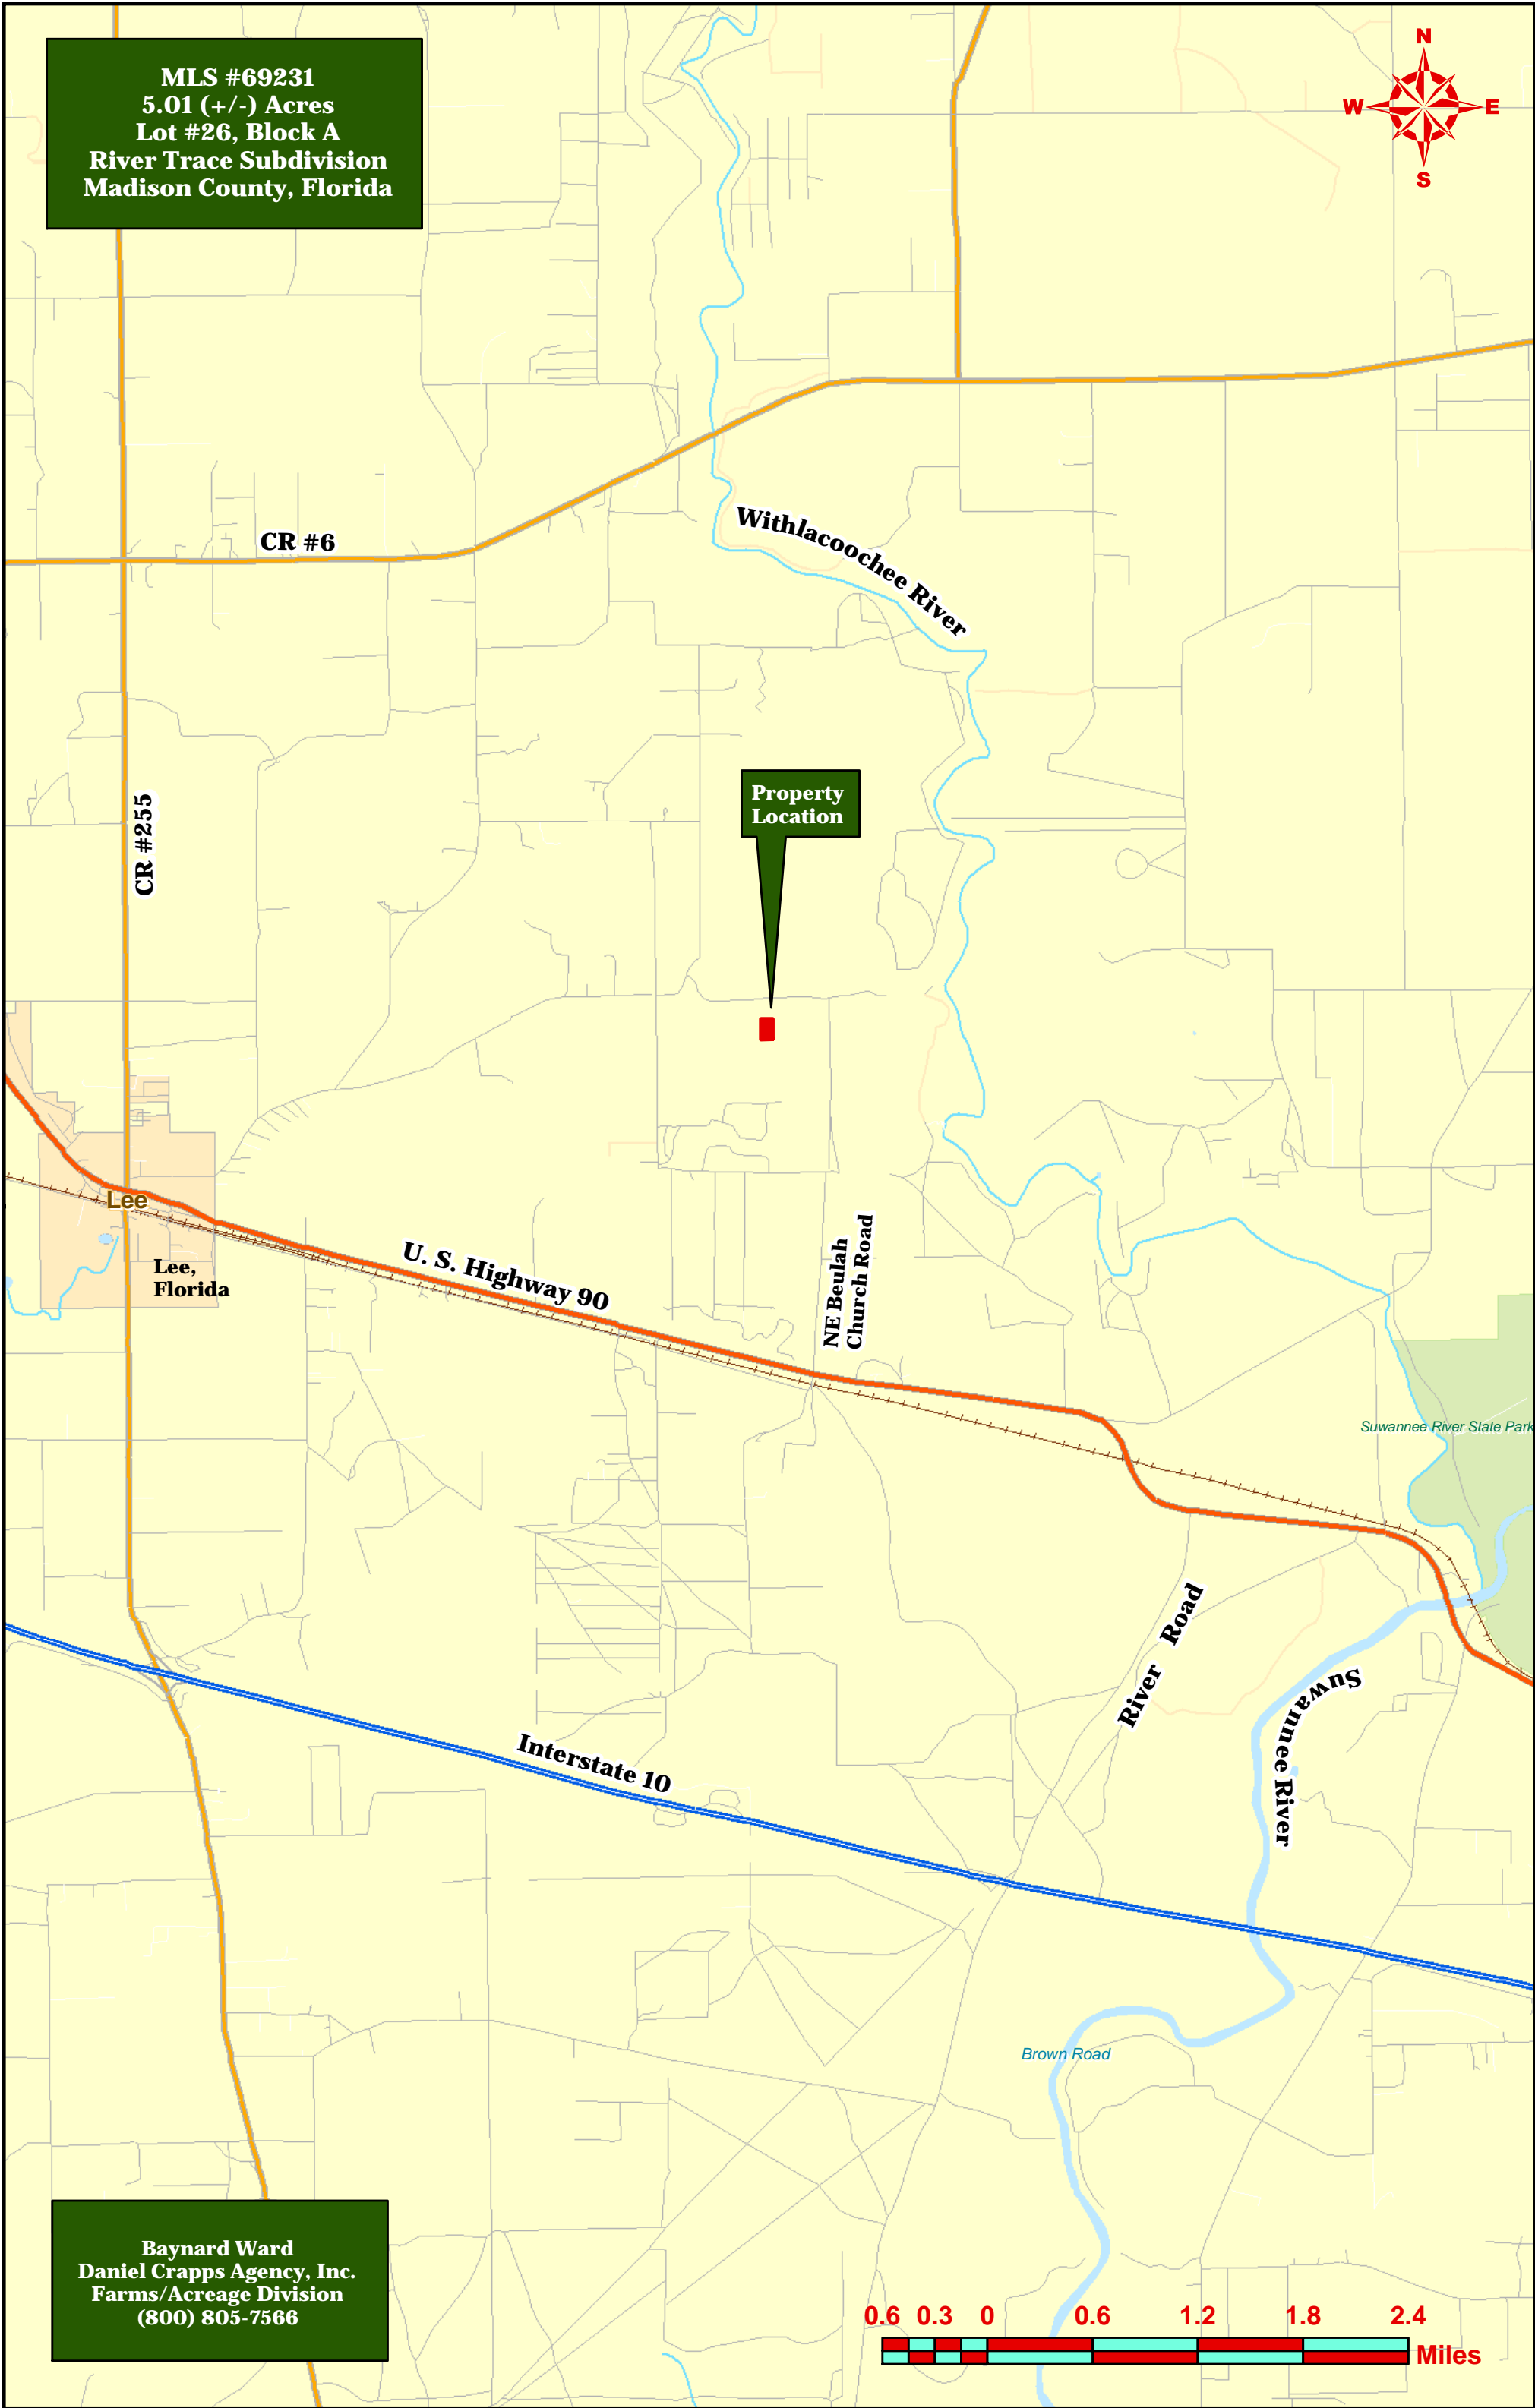 MLS #69231
5.01 (+/-) Acres
Lot #26, Block A
River Trace Subdivision
Madison County, Florida
N
W
E
S
CR #6
Withlacoochee River
CR #255
Property
Location
Lee
Lee,
Florida
U. S. Highway 90
NE Beulah
Church Road
Suwannee River State Park
River Road
Suwannee River
Interstate 10
Brown Road
Baynard Ward
Daniel Crapps Agency, Inc.
Farms/Acreage Division
(800) 805-7566
0.6 0.3 0 0.6 1.2 1.8 2.4
Miles